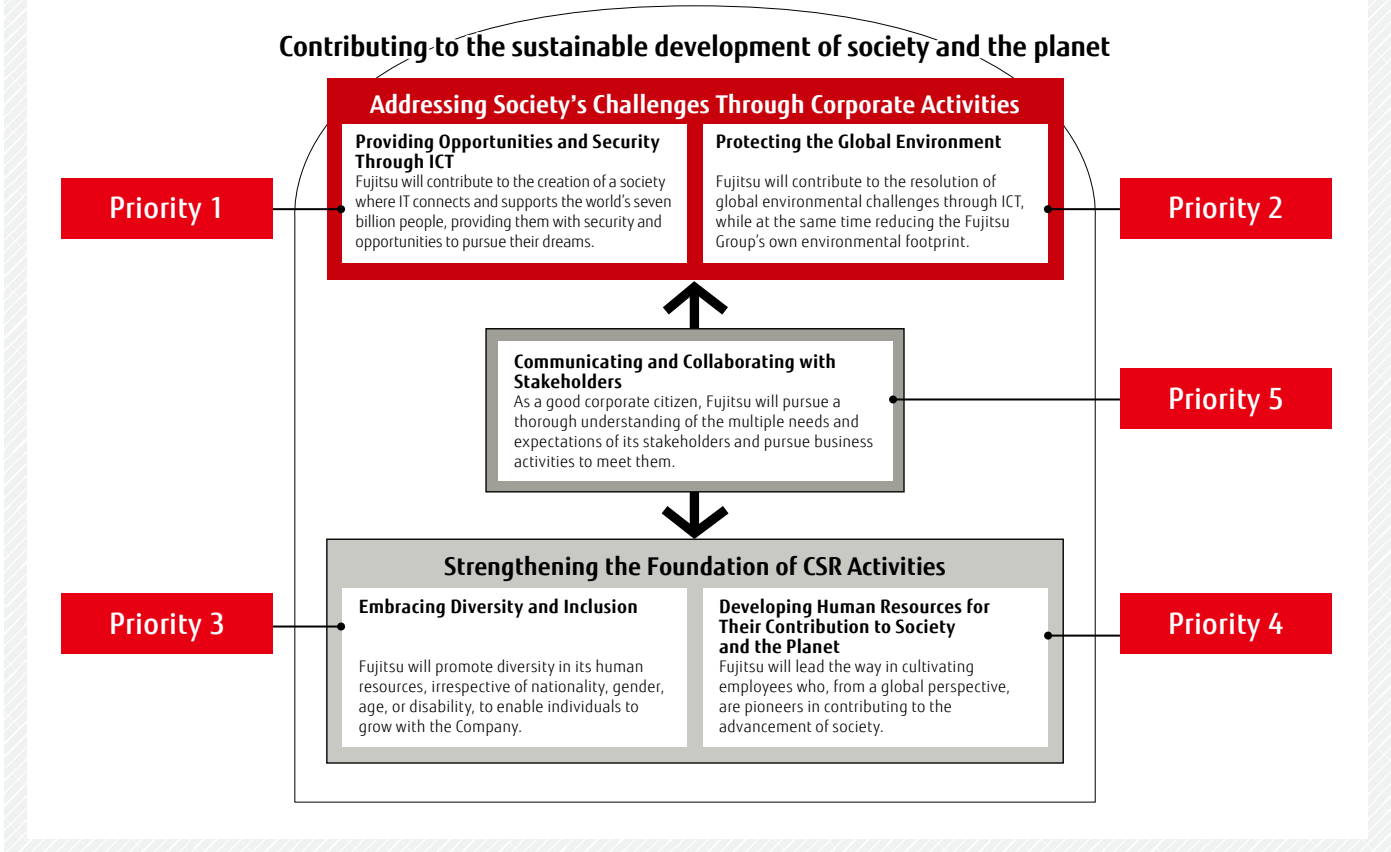 Contributing to the sustainable development of society and the planet
Addressing Society's Challenges Through Corporate Activities
Priority 1
Providing Opportunities and Security
Through ICT
Fujitsu will contribute to the creation of a society
where IT connects and supports the world's seven
billion people, providing them with security and
opportunities to pursue their dreams.
Protecting the Global Environment
Fujitsu will contribute to the resolution of
global environmental challenges through ICT,
while at the same time reducing the Fujitsu
Group's own environmental footprint.
Priority 2
Communicating and Collaborating with
Stakeholders
As a good corporate citizen, Fujitsu will pursue a
thorough understanding of the multiple needs and
expectations of its stakeholders and pursue business
activities to meet them.
Priority 5
Strengthening the Foundation of CSR Activities
Priority 3
Embracing Diversity and Inclusion
Fujitsu will promote diversity in its human
resources, irrespective of nationality, gender,
age, or disability, to enable individuals to
grow with the Company.
Developing Human Resources for
Their Contribution to Society
and the Planet
Fujitsu will lead the way in cultivating
employees who, from a global perspective,
are pioneers in contributing to the
advancement of society.
Priority 4